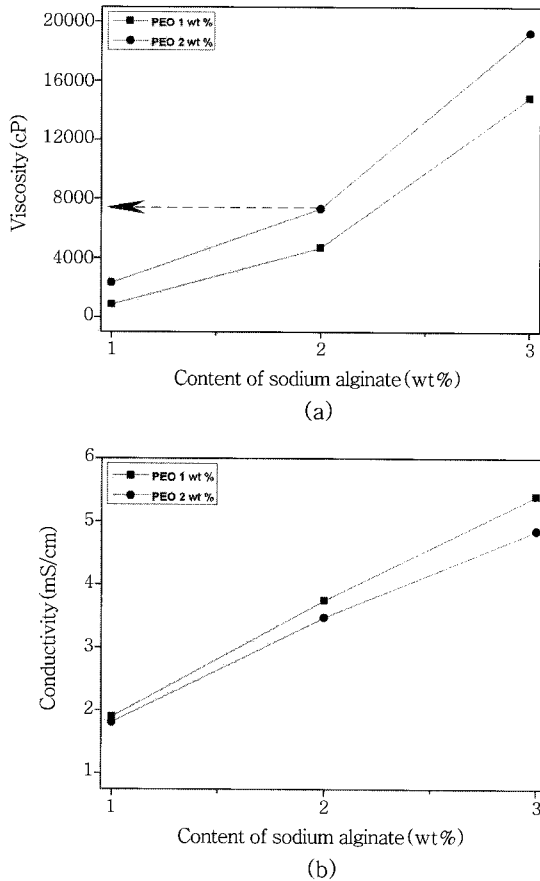 PEO 1 wt %
PEO 2 wt %
20000
16000
12000
8000
4000
0
Viscosity(cP)
1
2
3
Content of sodium alginate(wt%)
(a)
PEO 1 wt %
PEO 2 wt %
6
5
4
3
2
1
Conductivity(mS/cm)
1
2
3
Content of sodium alginate(wt%)
(b)